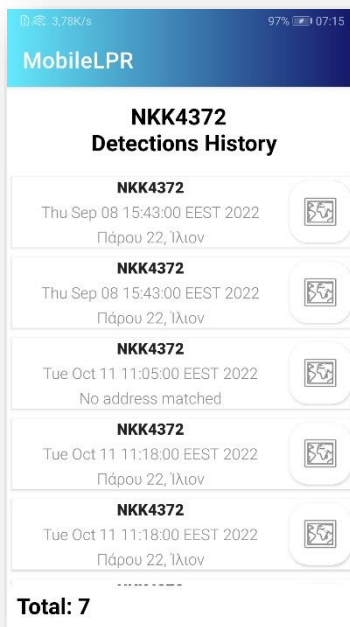 3,78K/s 97% 07:15
MobileLPR
NKK4372
Detections History
NKK4372
Thu Sep 08 15:43:00 EEST 2022
Πάρου 22, Ίλιον
NKK4372
Thu Sep 08 15:43:00 EEST 2022
Πάρου 22, Ίλιον
NKK4372
Tue Oct 11 11:05:00 EEST 2022
No address matched
NKK4372
Tue Oct 11 11:18:00 EEST 2022
Πάρου 22, Ίλιον
NKK4372
Tue Oct 11 11:18:00 EEST 2022
Πάρου 22, Ίλιον
Total: 7